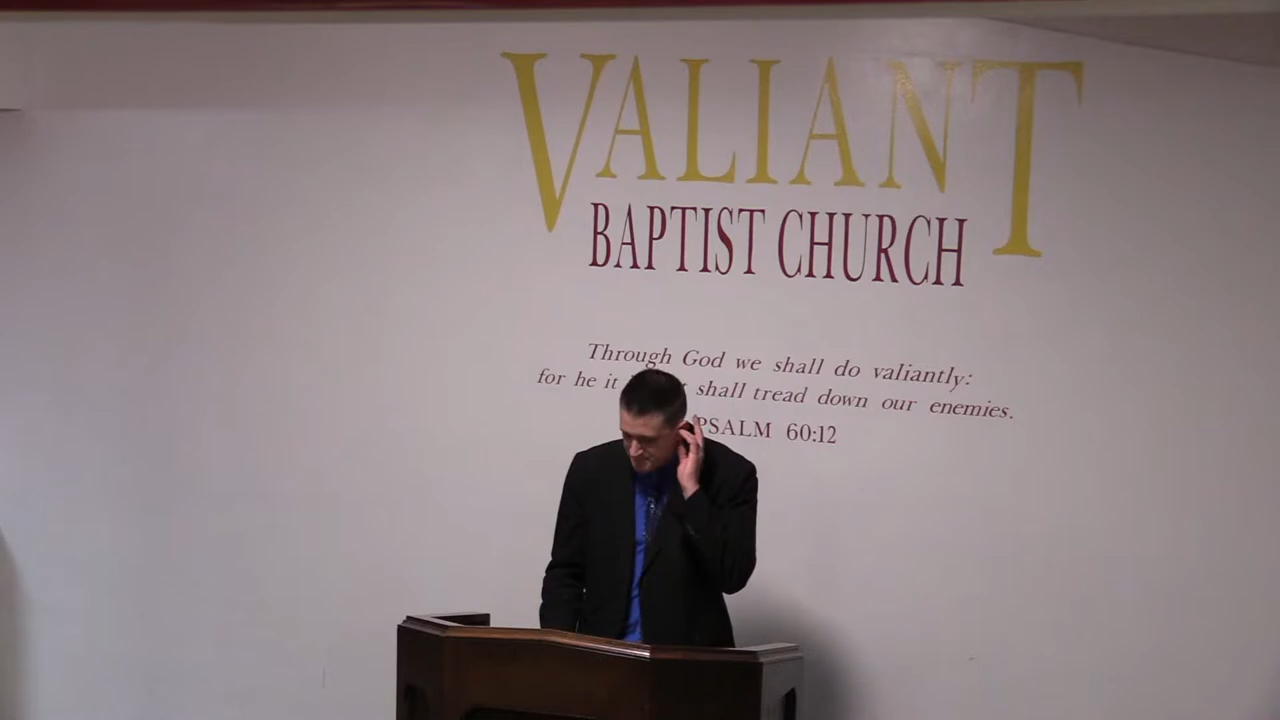 VALIANT
BAPTIST CHURCH
Through God we shall do valiantly:
for he it shall tread down our enemies.
PSALM 60:12